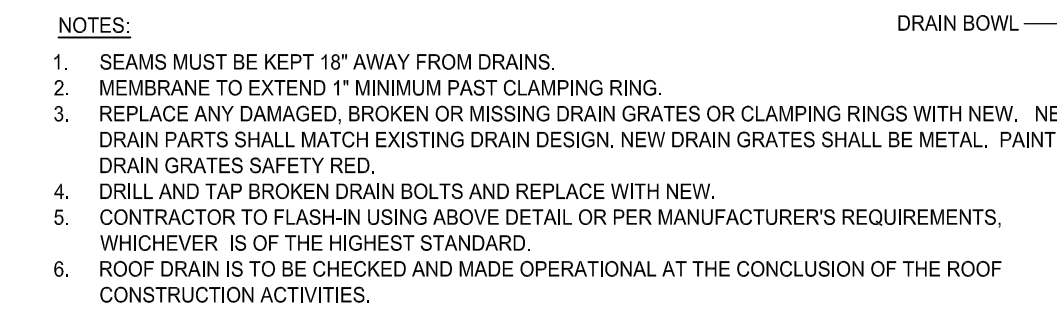 NOTES:
DRAIN BOWL
1. SEAMS MUST BE KEPT 18" AWAY FROM DRAINS.
2. MEMBRANE TO EXTEND 1" MINIMUM PAST CLAMPING RING.
3. REPLACE ANY DAMAGED, BROKEN OR MISSING DRAIN GRATES OR CLAMPING RINGS WITH NEW. NE
DRAIN PARTS SHALL MATCH EXISTING DRAIN DESIGN. NEW DRAIN GRATES SHALL BE METAL. PAINT
DRAIN GRATES SAFETY RED.
4. DRILL AND TAP BROKEN DRAIN BOLTS AND REPLACE WITH NEW.
5. CONTRACTOR TO FLASH-IN USING ABOVE DETAIL OR PER MANUFACTURER'S REQUIREMENTS,
WHICHEVER IS OF THE HIGHEST STANDARD.
6. ROOF DRAIN IS TO BE CHECKED AND MADE OPERATIONAL AT THE CONCLUSION OF THE ROOF
CONSTRUCTION ACTIVITIES.